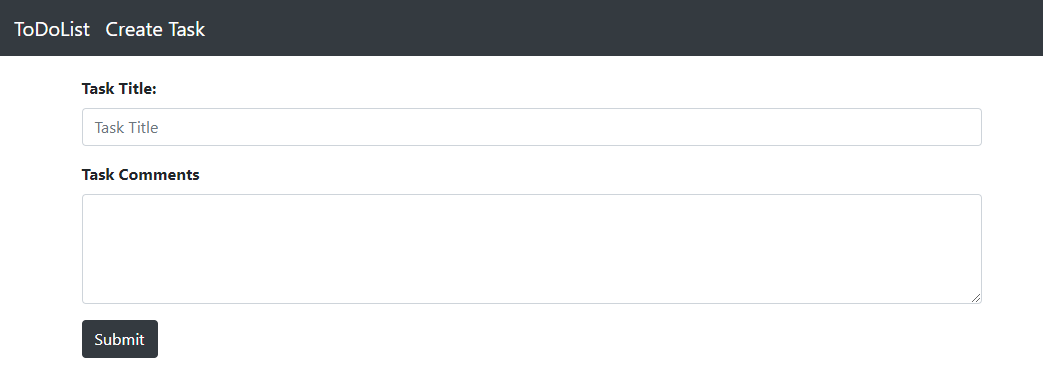 ToDoList Create Task
Task Title:
Task Title
Task Comments
Submit